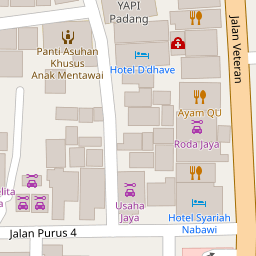 YAPI
Padang
Jalan Veteran
Panti Asuhan
Khusus
Anak Mentawai
Hotel D'dhave
Ayam QU
Roda Jaya
Usaha
Jaya
Hotel Syariah
Nabawi
Jalan Purus 4